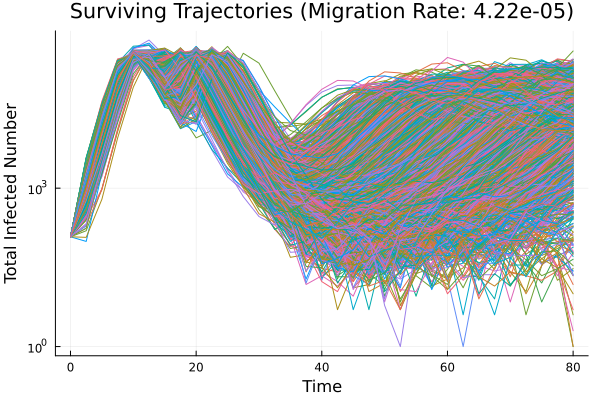 Surviving Trajectories (Migration Rate: 4.22e-05)
Total Infected Number
10³
10⁰
0
20
40
60
80
Time